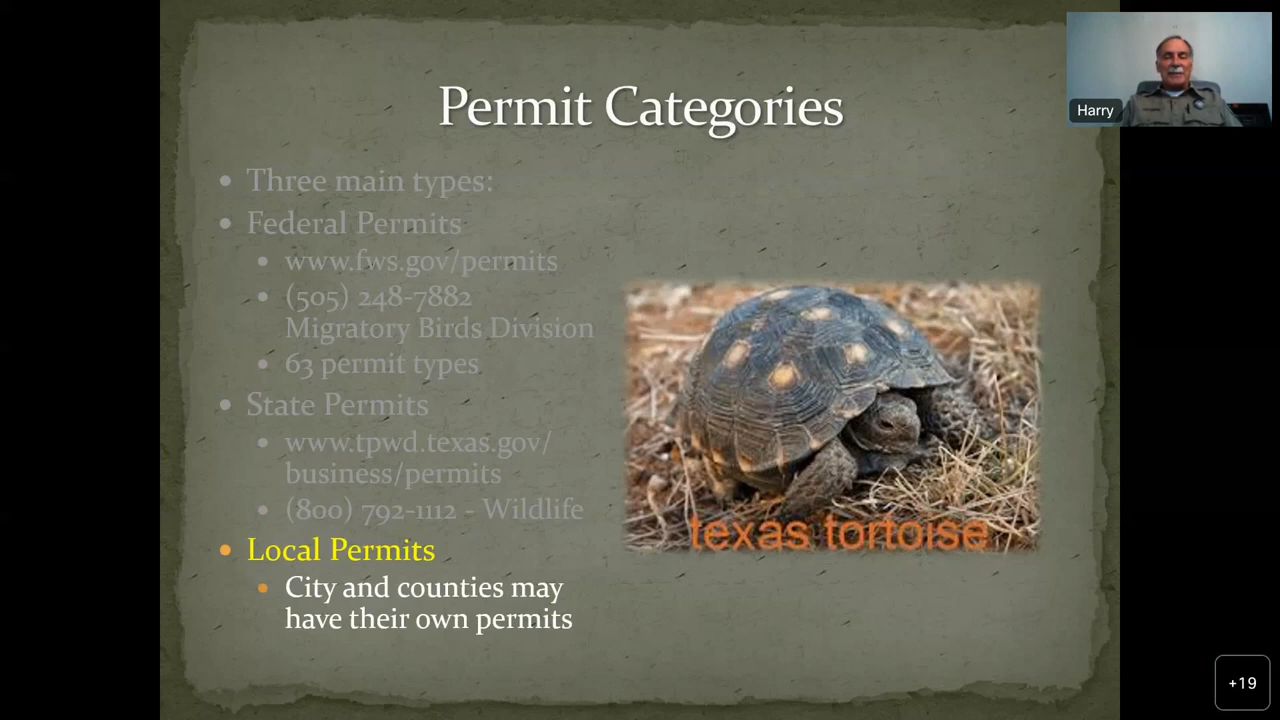 Permit Categories
Harry
• Three main types:
• Federal Permits
• www.fws.gov/permits
• (505) 248-7882
Migratory Birds Division
• 63 permit types
• State Permits
• www.tpwd.texas.gov/
business/permits
• (800) 792-1112 - Wildlife
• Local Permits
• City and counties may
have their own permits
texas tortoise
+19